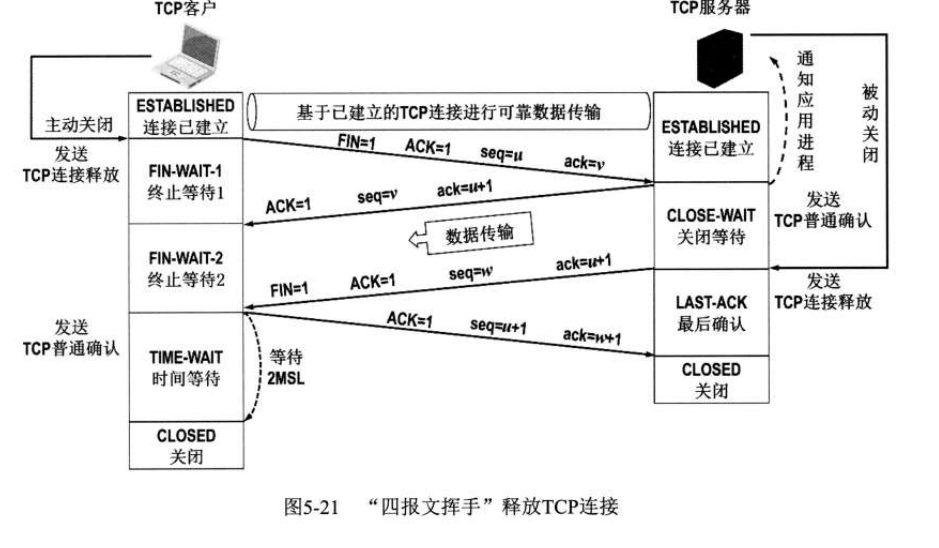 TCP客户
TCP服务器
ESTABLISHED
连接已建立
基于已建立的TCP连接进行可靠数据传输
主动关闭
发送
TCP连接释放
FIN=1 ACK=1 seq=u ack=v
ESTABLISHED
连接已建立
通知应用进程
被动关闭
FIN-WAIT-1
终止等待1
ACK=1 seq=v ack=u+1
CLOSE-WAIT
关闭等待
发送
TCP普通确认
数据传输
FIN-WAIT-2
终止等待2
FIN=1 ACK=1 seq=w ack=u+1
发送
TCP连接释放
LAST-ACK
最后确认
发送
TCP普通确认
ACK=1 seq=u+1 ack=w+1
TIME-WAIT
时间等待
等待
2MSL
CLOSED
关闭
CLOSED
关闭
图5-21 “四报文挥手”释放TCP连接